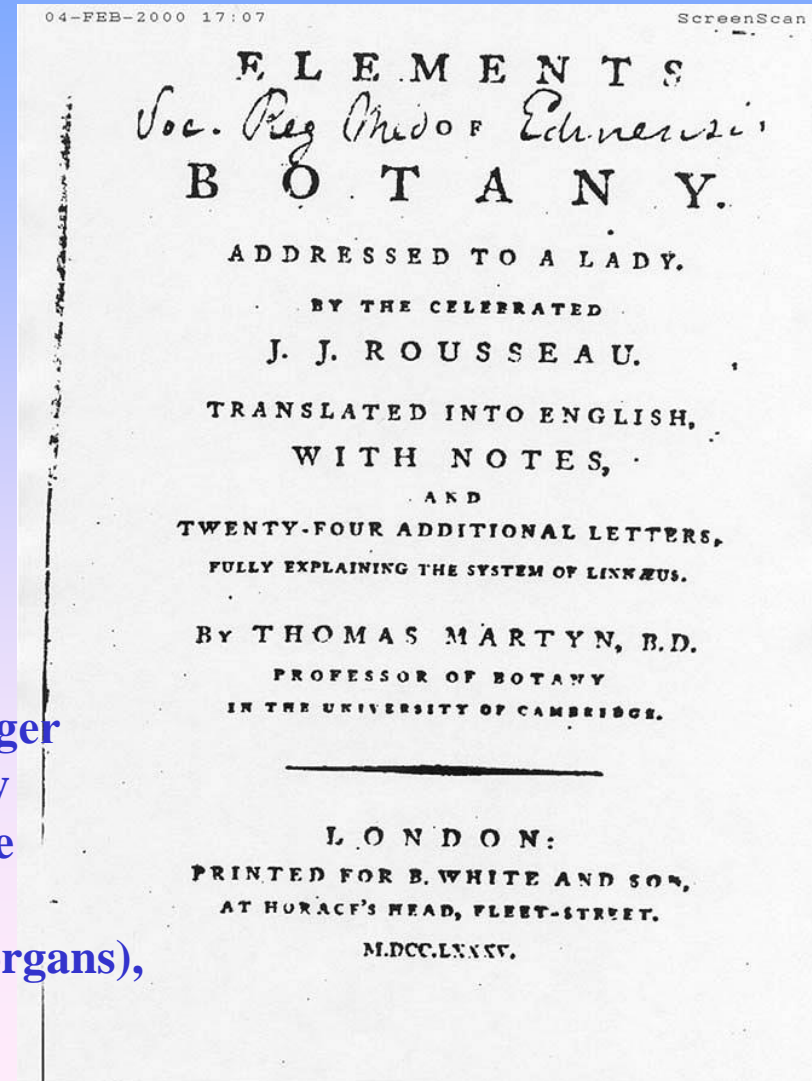 04-FEB-2000 17:07 ScreenScan
ELEMENTS
Soc. Reg Med OF Edinensis
BOTANY.
ADDRESSED TO A LADY.
BY THE CELEBRATED
J. J. ROUSSEAU.
TRANSLATED INTO ENGLISH,
WITH NOTES,
AND
TWENTY-FOUR ADDITIONAL LETTERS,
FULLY EXPLAINING THE SYSTEM OF LINNÆUS.
BY THOMAS MARTYN, B.D.
PROFESSOR OF BOTANY
IN THE UNIVERSITY OF CAMBRIDGE.
LONDON:
PRINTED FOR B. WHITE AND SON,
AT HORACE'S HEAD, FLEET-STREET.
M.DCC.LXXXV.
ger
y
e
rgans),